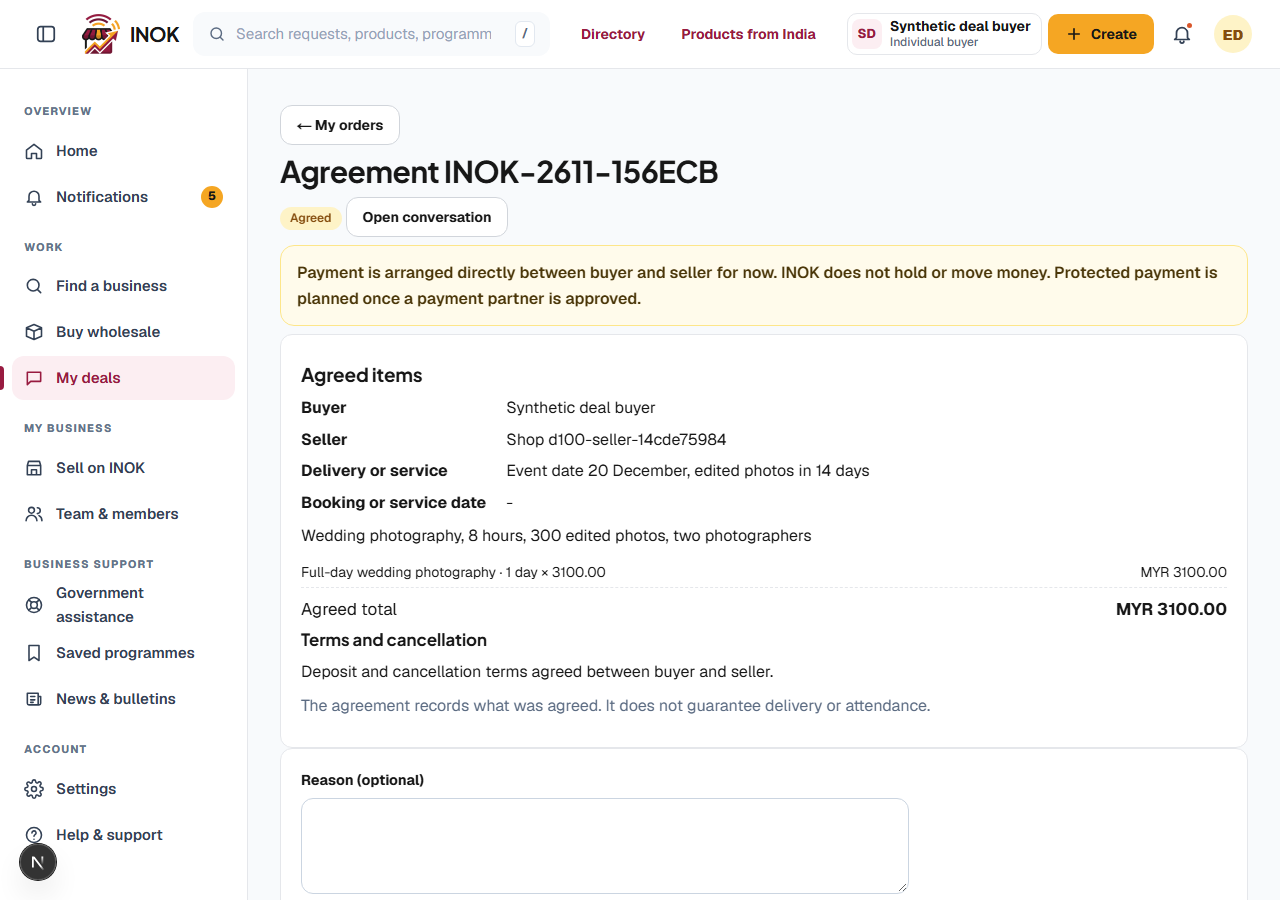 INOK
Search requests, products, programm
/
Directory
Products from India
SD
Synthetic deal buyer
Individual buyer
+ Create
ED
OVERVIEW
Home
Notifications
5
WORK
Find a business
Buy wholesale
My deals
MY BUSINESS
Sell on INOK
Team & members
BUSINESS SUPPORT
Government
assistance
Saved programmes
News & bulletins
ACCOUNT
Settings
Help & support
N
← My orders
Agreement INOK-2611-156ECB
Agreed
Open conversation
Payment is arranged directly between buyer and seller for now. INOK does not hold or move money. Protected payment is
planned once a payment partner is approved.
Agreed items
Buyer Synthetic deal buyer
Seller Shop d100-seller-14cde75984
Delivery or service Event date 20 December, edited photos in 14 days
Booking or service date -
Wedding photography, 8 hours, 300 edited photos, two photographers
Full-day wedding photography · 1 day × 3100.00 MYR 3100.00
Agreed total MYR 3100.00
Terms and cancellation
Deposit and cancellation terms agreed between buyer and seller.
The agreement records what was agreed. It does not guarantee delivery or attendance.
Reason (optional)